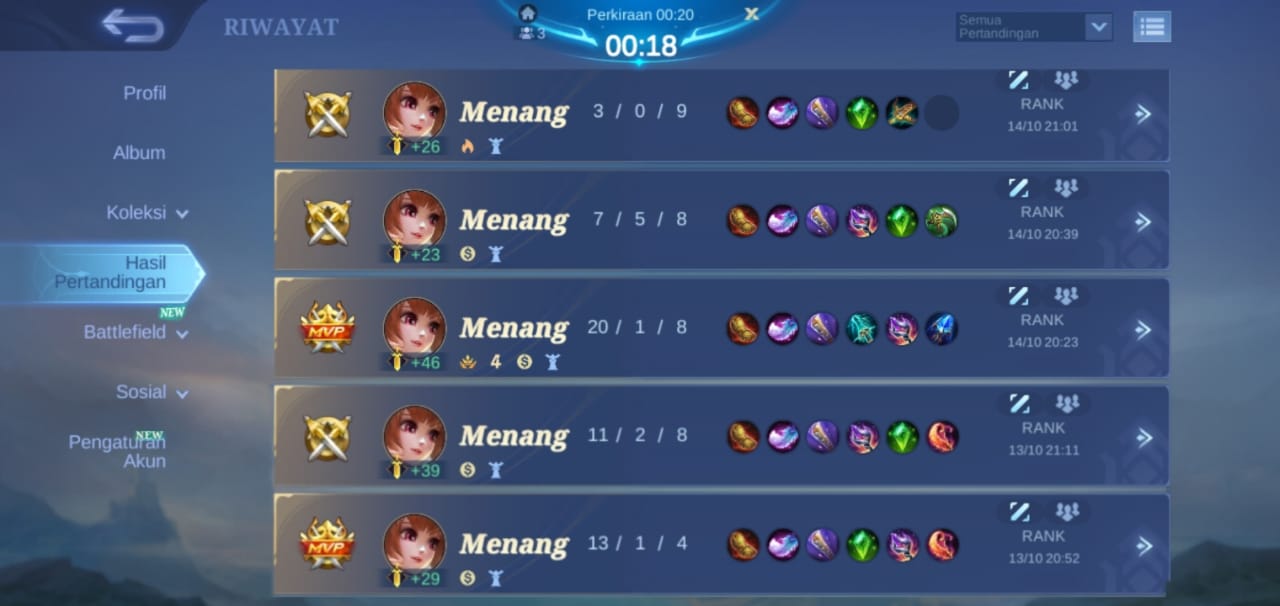 RIWAYAT
3
Perkiraan 00:20
X
00:18
Semua
Pertandingan
Profil
Album
Koleksi
Hasil
Pertandingan
NEW
Battlefield
Sosial
NEW
Pengaturan
Akun
Menang 3 / 0 / 9
+26
RANK
14/10 21:01
Menang 7 / 5 / 8
+23
RANK
14/10 20:39
MVP
Menang 20 / 1 / 8
+46
4
RANK
14/10 20:23
Menang 11 / 2 / 8
+39
RANK
13/10 21:11
MVP
Menang 13 / 1 / 4
+29
RANK
13/10 20:52